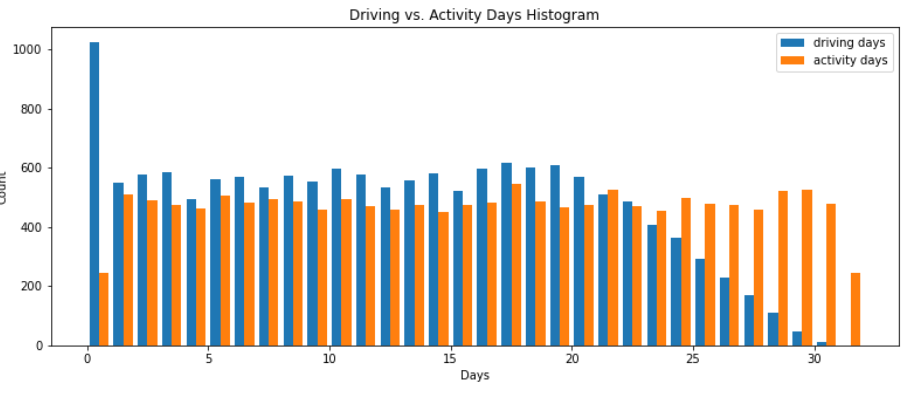 Driving vs. Activity Days Histogram
driving days
activity days
1000
800
600
400
200
0
Count
0 5 10 15 20 25 30
Days